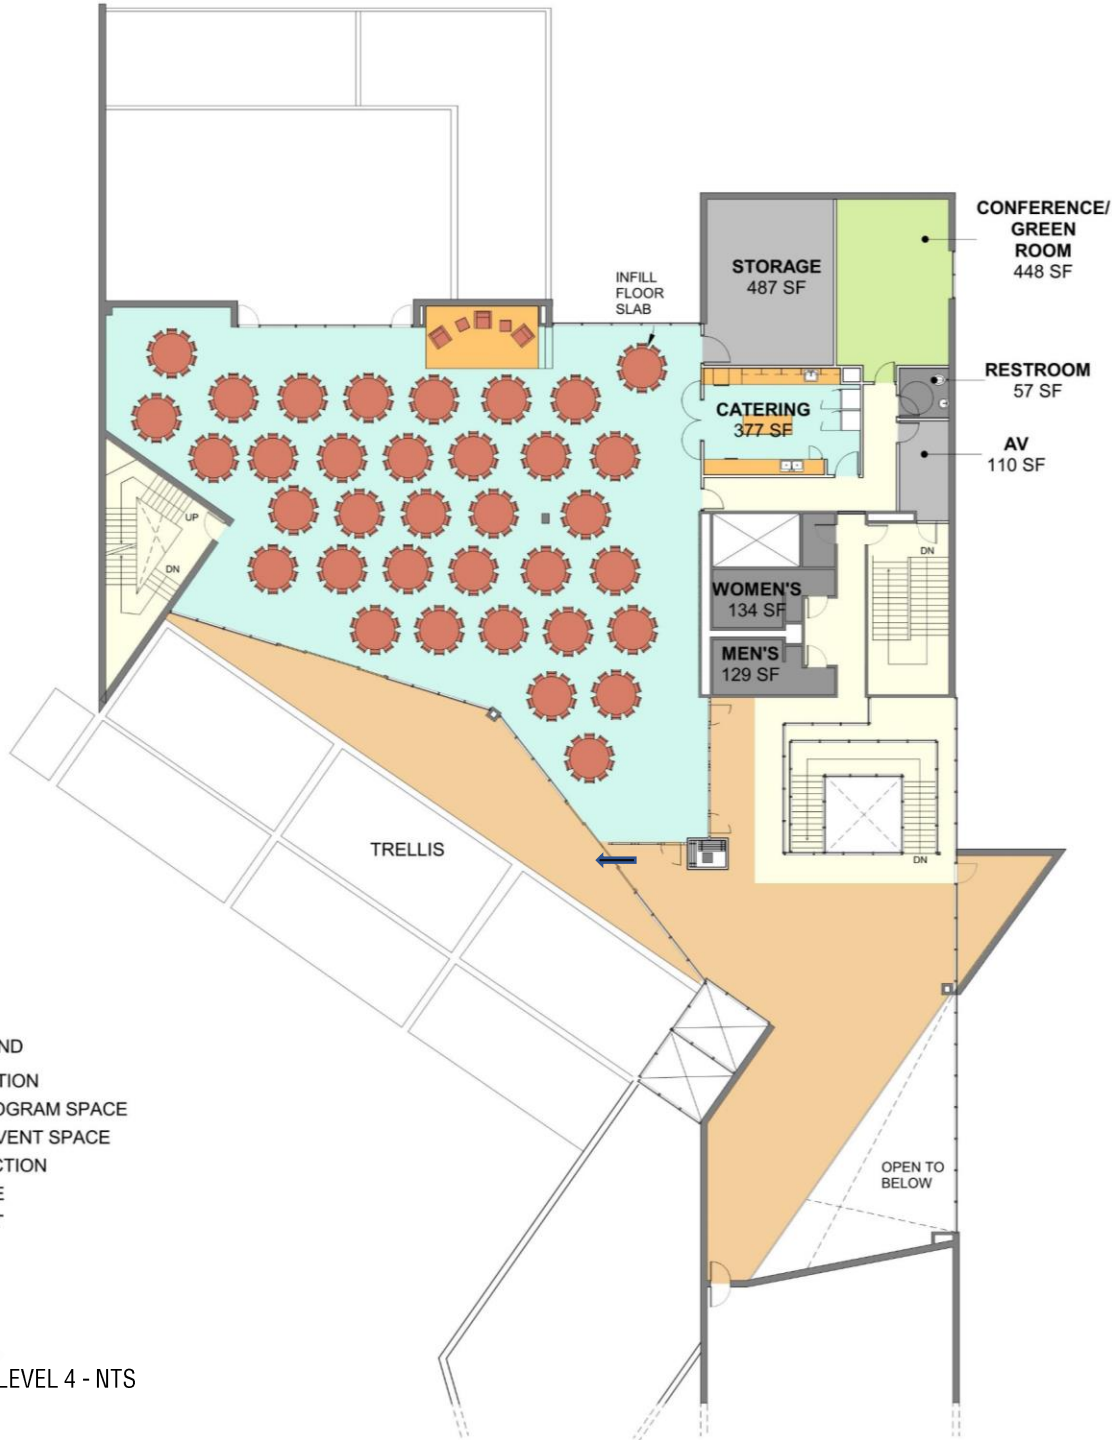 CONFERENCE/
GREEN
ROOM
448 SF
STORAGE
487 SF
INFILL
FLOOR
SLAB
RESTROOM
57 SF
CATERING
377 SF
AV
110 SF
UP
DN
DN
WOMEN'S
134 SF
MEN'S
129 SF
TRELLIS
DN
OPEN TO
BELOW
ND
TION
OGRAM SPACE
VENT SPACE
CTION
E
T
LEVEL 4 - NTS